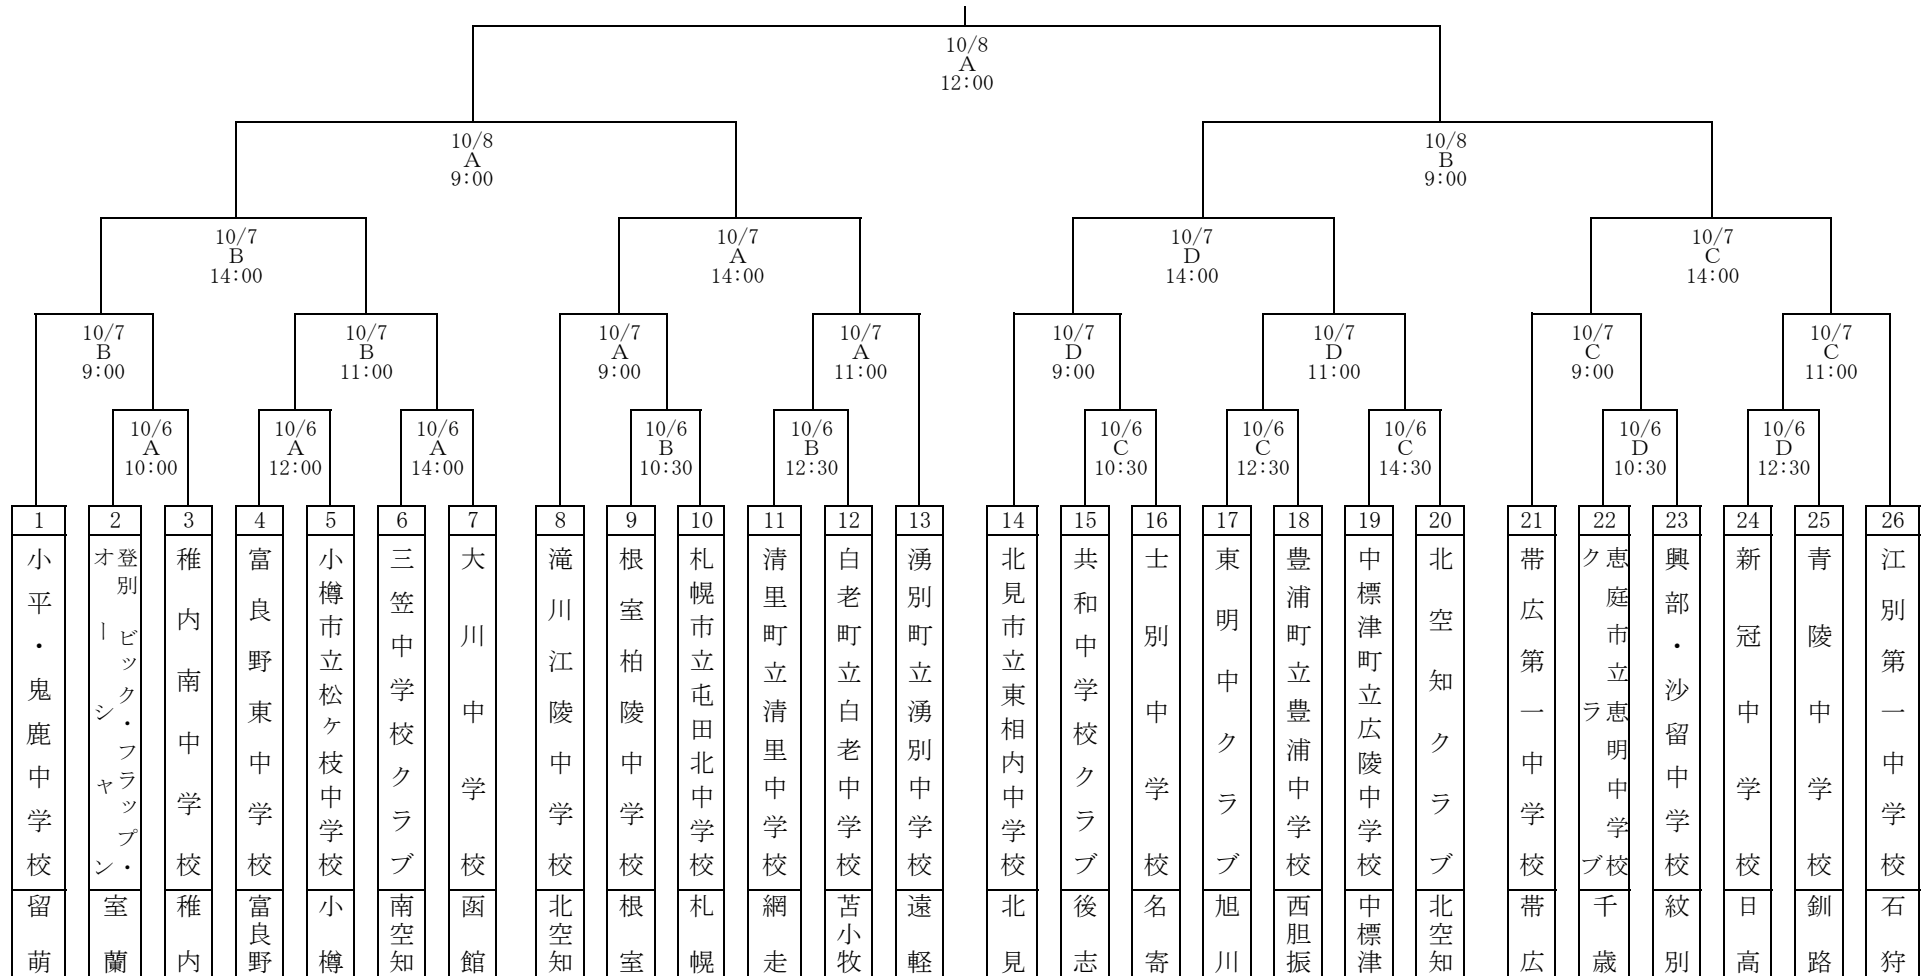 10/8
A
12:00
10/8
A
9:00
10/8
B
9:00
10/7
B
14:00
10/7
A
14:00
10/7
D
14:00
10/7
C
14:00
10/7
B
9:00
10/7
B
11:00
10/7
A
9:00
10/7
A
11:00
10/7
D
9:00
10/7
D
11:00
10/7
C
9:00
10/7
C
11:00
10/6
A
10:00
10/6
A
12:00
10/6
A
14:00
10/6
B
10:30
10/6
B
12:30
10/6
C
10:30
10/6
C
12:30
10/6
C
14:30
10/6
D
10:30
10/6
D
12:30
1
小平・鬼鹿中学校
留萌
2
登別 ビック・フラップ・
オーシャン
室蘭
3
稚内南中学校
稚内
4
富良野東中学校
富良野
5
小樽市立松ヶ枝中学校
小樽
6
三笠中学校クラブ
南空知
7
大川中学校
函館
8
滝川江陵中学校
北空知
9
根室柏陵中学校
根室
10
札幌市立屯田北中学校
札幌
11
清里町立清里中学校
網走
12
白老町立白老中学校
苫小牧
13
湧別町立湧別中学校
遠軽
14
北見市立東相内中学校
北見
15
共和中学校クラブ
後志
16
士別中学校
名寄
17
東明中クラブ
旭川
18
豊浦町立豊浦中学校
西胆振
19
中標津町立広陵中学校
中標津
20
北空知クラブ
北空知
21
帯広第一中学校
帯広
22
恵庭市立恵明中学校
クラブ
千歳
23
興部・沙留中学校
紋別
24
新冠中学校
日高
25
青陵中学校
釧路
26
江別第一中学校
石狩